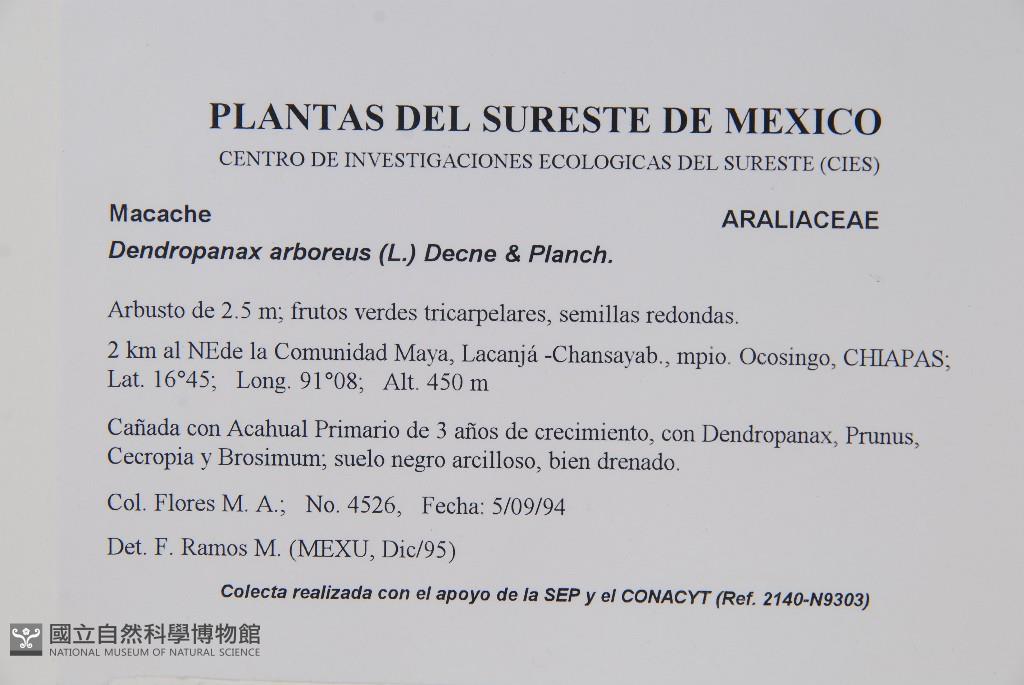 PLANTAS DEL SURESTE DE MEXICO
CENTRO DE INVESTIGACIONES ECOLOGICAS DEL SURESTE (CIES)
Macache ARALIACEAE
Dendropanax arboreus (L.) Decne & Planch.
Arbusto de 2.5 m; frutos verdes tricarpelares, semillas redondas.
2 km al NEde la Comunidad Maya, Lacanjá -Chansayab., mpio. Ocosingo, CHIAPAS;
Lat. 16°45; Long. 91°08; Alt. 450 m
Cañada con Acahual Primario de 3 años de crecimiento, con Dendropanax, Prunus,
Cecropia y Brosimum; suelo negro arcilloso, bien drenado.
Col. Flores M. A.; No. 4526, Fecha: 5/09/94
Det. F. Ramos M. (MEXU, Dic/95)
Colecta realizada con el apoyo de la SEP y el CONACYT (Ref. 2140-N9303)
國立自然科學博物館
NATIONAL MUSEUM OF NATURAL SCIENCE